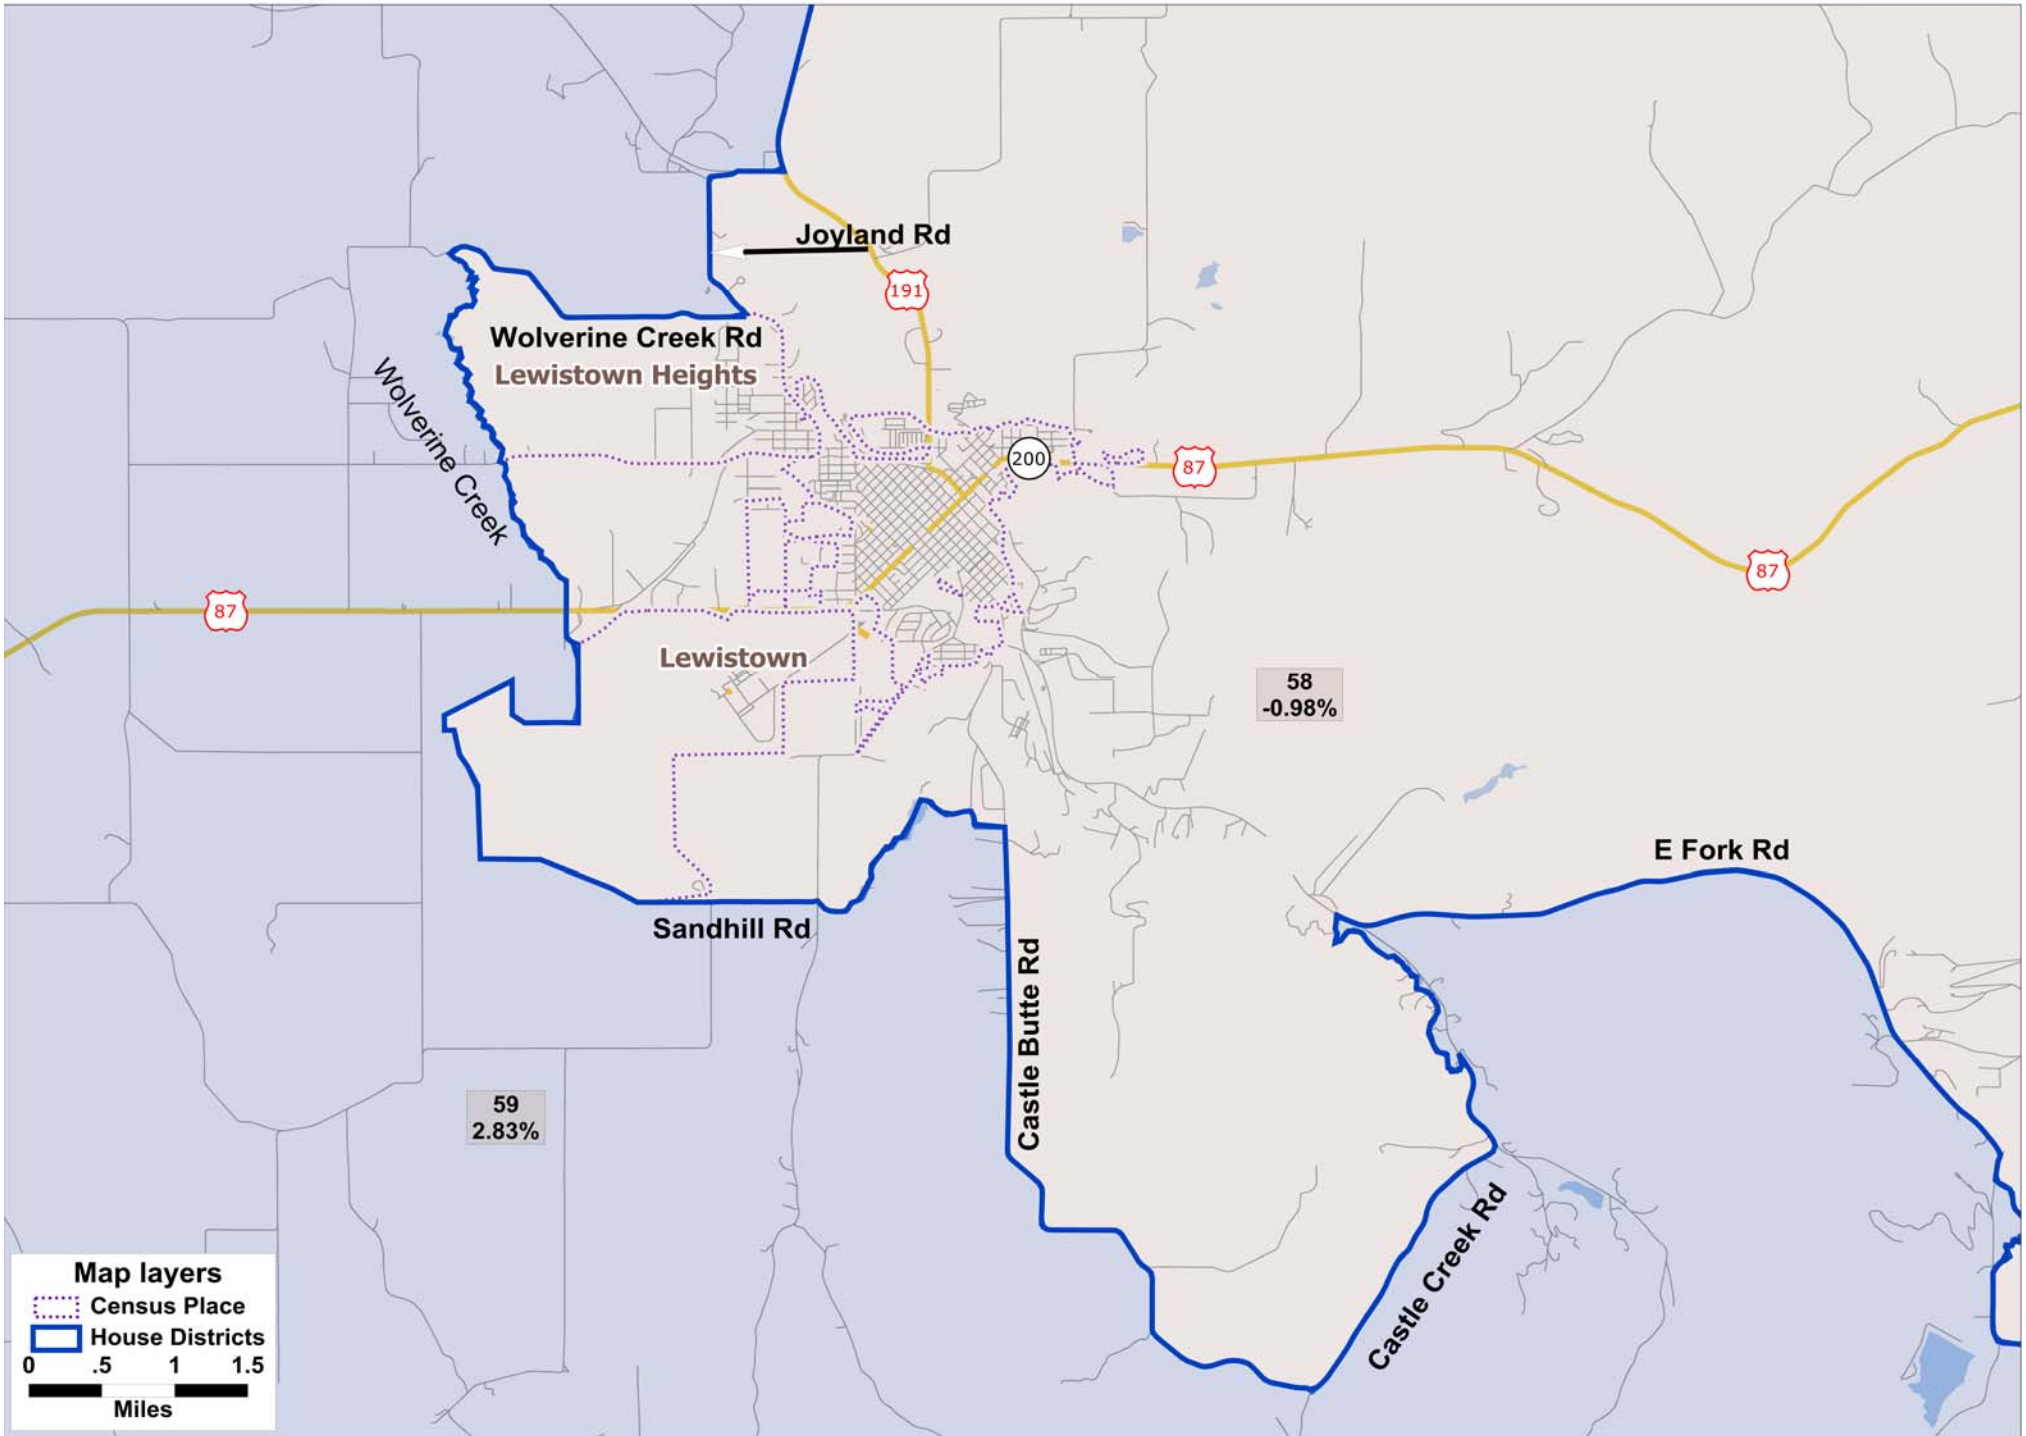 Joyland Rd
191
Wolverine Creek Rd
Lewistown Heights
Wolverine Creek
200
87
87
87
Lewistown
58
-0.98%
E Fork Rd
Sandhill Rd
Castle Butte Rd
59
2.83%
Castle Creek Rd
Map layers
Census Place
House Districts
0 .5 1 1.5
Miles